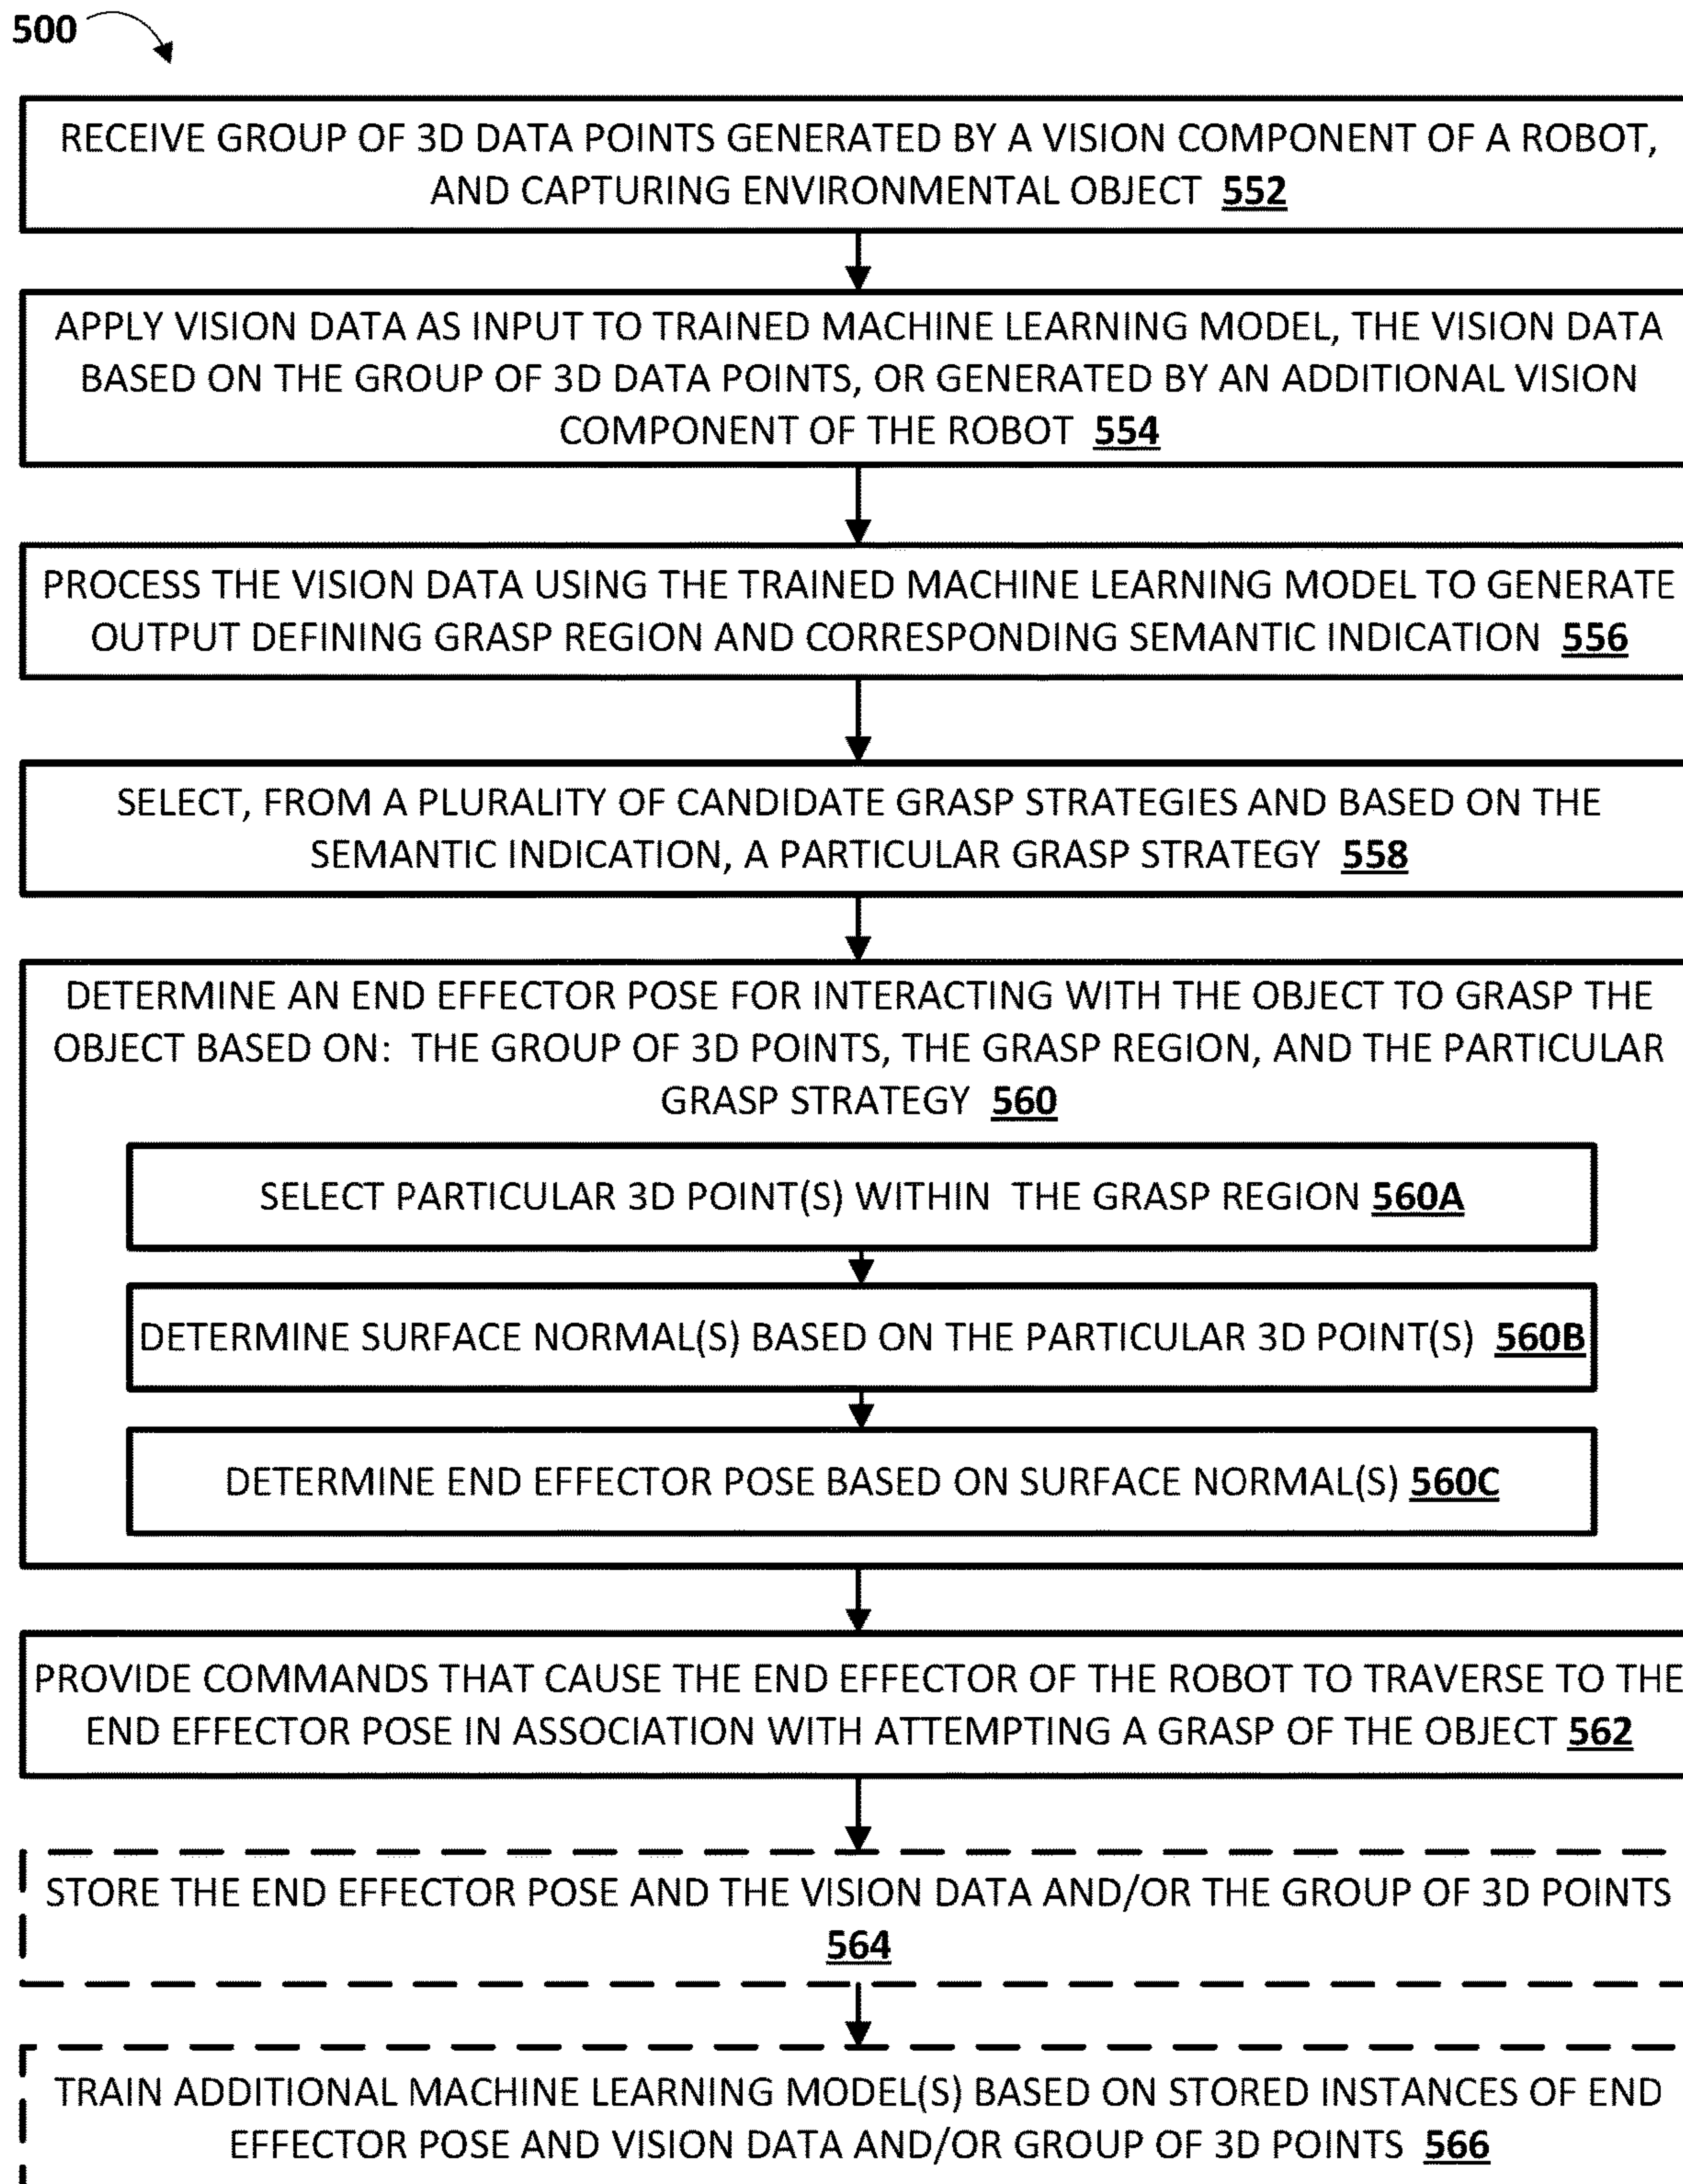 500
RECEIVE GROUP OF 3D DATA POINTS GENERATED BY A VISION COMPONENT OF A ROBOT,
AND CAPTURING ENVIRONMENTAL OBJECT 552
APPLY VISION DATA AS INPUT TO TRAINED MACHINE LEARNING MODEL, THE VISION DATA
BASED ON THE GROUP OF 3D DATA POINTS, OR GENERATED BY AN ADDITIONAL VISION
COMPONENT OF THE ROBOT 554
PROCESS THE VISION DATA USING THE TRAINED MACHINE LEARNING MODEL TO GENERATE
OUTPUT DEFINING GRASP REGION AND CORRESPONDING SEMANTIC INDICATION 556
SELECT, FROM A PLURALITY OF CANDIDATE GRASP STRATEGIES AND BASED ON THE
SEMANTIC INDICATION, A PARTICULAR GRASP STRATEGY 558
DETERMINE AN END EFFECTOR POSE FOR INTERACTING WITH THE OBJECT TO GRASP THE
OBJECT BASED ON: THE GROUP OF 3D POINTS, THE GRASP REGION, AND THE PARTICULAR
GRASP STRATEGY 560
SELECT PARTICULAR 3D POINT(S) WITHIN THE GRASP REGION 560A
DETERMINE SURFACE NORMAL(S) BASED ON THE PARTICULAR 3D POINT(S) 560B
DETERMINE END EFFECTOR POSE BASED ON SURFACE NORMAL(S) 560C
PROVIDE COMMANDS THAT CAUSE THE END EFFECTOR OF THE ROBOT TO TRAVERSE TO THE
END EFFECTOR POSE IN ASSOCIATION WITH ATTEMPTING A GRASP OF THE OBJECT 562
STORE THE END EFFECTOR POSE AND THE VISION DATA AND/OR THE GROUP OF 3D POINTS
564
TRAIN ADDITIONAL MACHINE LEARNING MODEL(S) BASED ON STORED INSTANCES OF END
EFFECTOR POSE AND VISION DATA AND/OR GROUP OF 3D POINTS 566